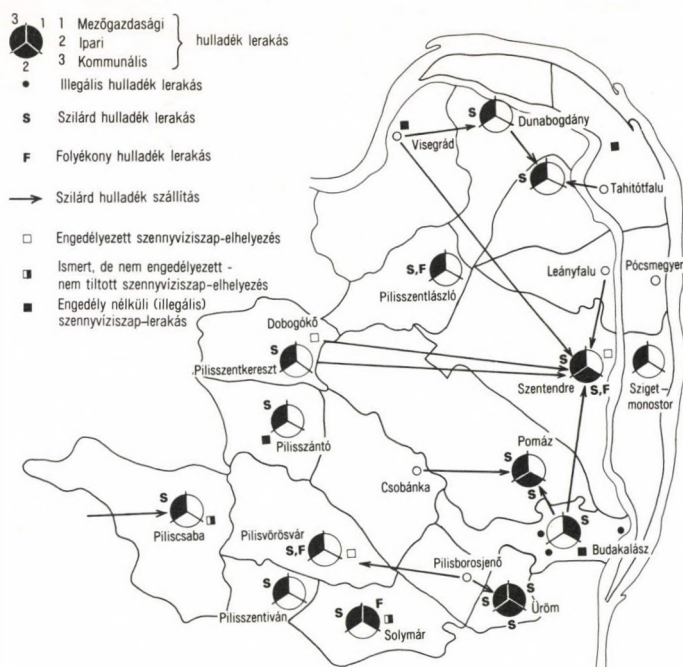 3 1 1 Mezőgazdasági
2 Ipari
hulladék lerakás
2 3 Kommunális
Illegális hulladék lerakás
S Szilárd hulladék lerakás
F Folyékony hulladék lerakás
Szilárd hulladék szállítás
Engedélyezett szennyvíziszap-elhelyezés
Ismert, de nem engedélyezett -
nem tiltott szennyvíziszap-elhelyezés
Engedély nélküli (illegális)
szennyvíziszap-lerakás
S
Dunabogdány
Visegrád
S
Tahitótfalu
S,F
Leányfalu
Pócsmegyer
Pilisszentlászló
Dobogókő
S
Pilisszentkereszt
S
Szentendre
S,F
Sziget-
monostor
S
Pilisszántó
Pomáz
S
S
Csobánka
S
S
Piliscsaba
Pilisvörösvár
S,F
S
Budakalász
Pilisborosjenő
S
Pilisszentiván
S
F
Solymár
S
S
Üröm
S